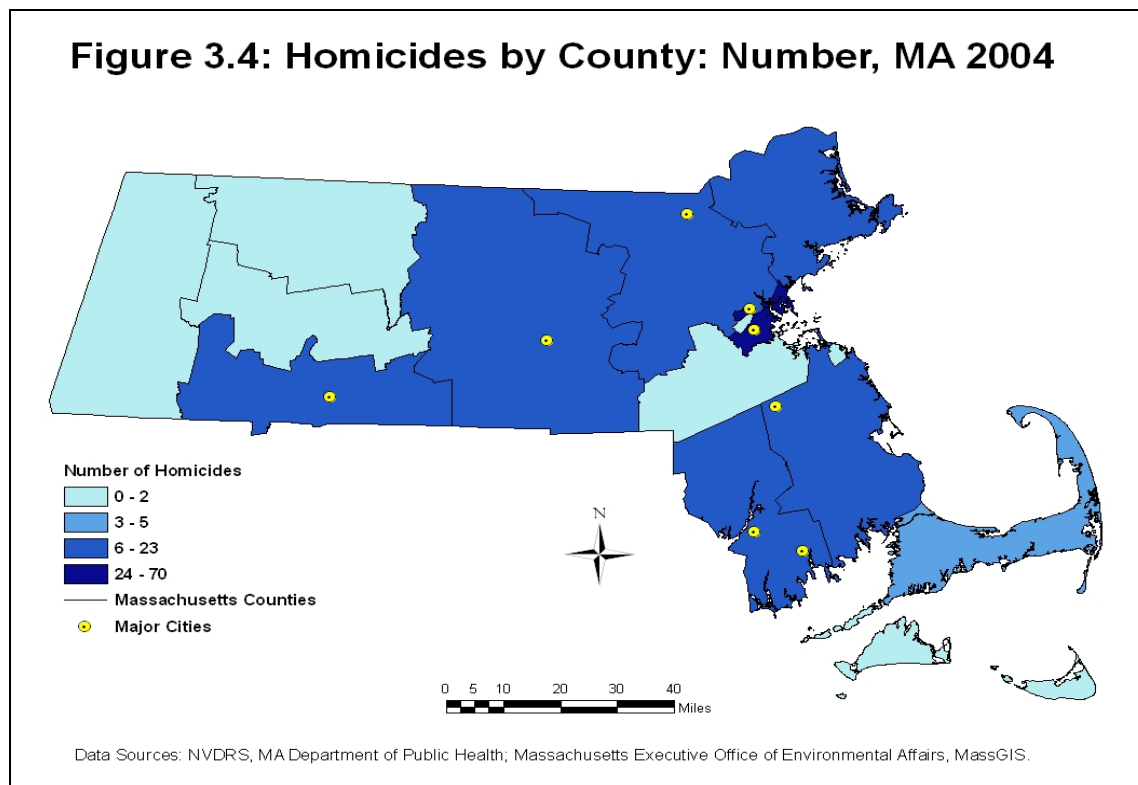 Figure 3.4: Homicides by County: Number, MA 2004
Number of Homicides
0 - 2
3 - 5
6 - 23
24 - 70
Massachusetts Counties
Major Cities
N
0 5 10 20 30 40
Miles
Data Sources: NVDRS, MA Department of Public Health; Massachusetts Executive Office of Environmental Affairs, MassGIS.